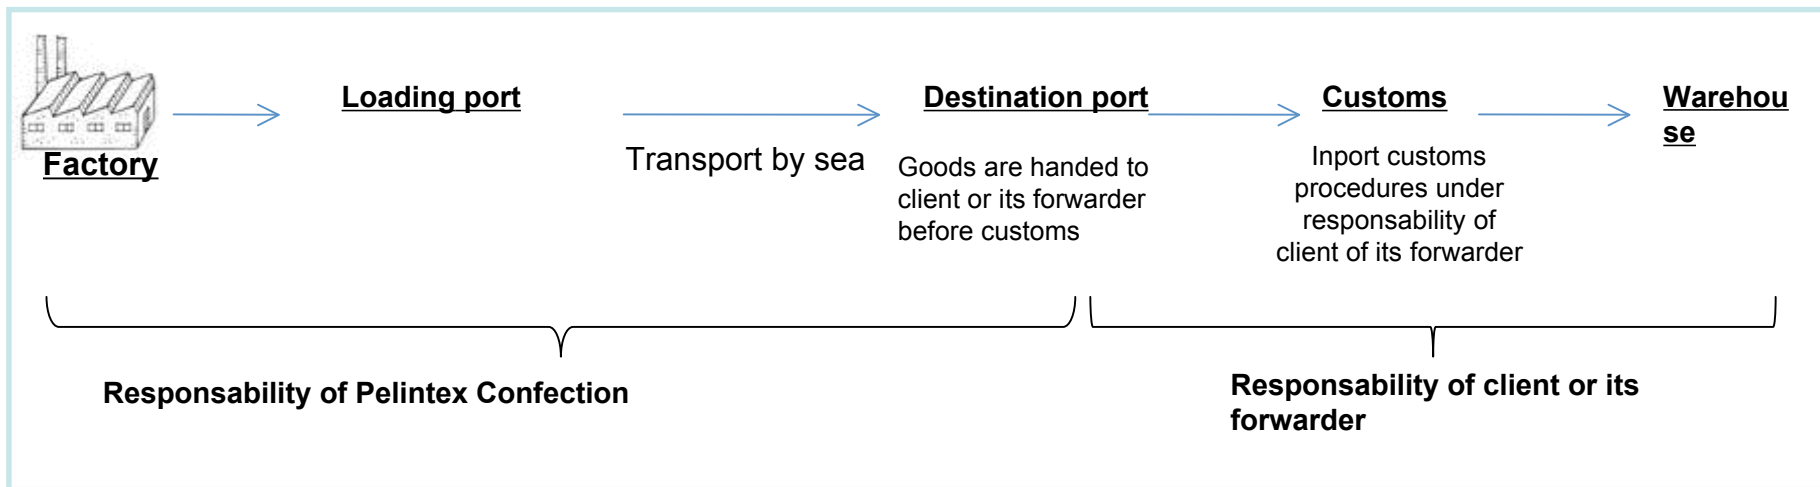 Factory
Loading port
Transport by sea
Destination port
Goods are handed to
client or its forwarder
before customs
Customs
Inport customs
procedures under
responsability of
client of its forwarder
Warehou
se
Responsability of Pelintex Confection
Responsability of client or its
forwarder